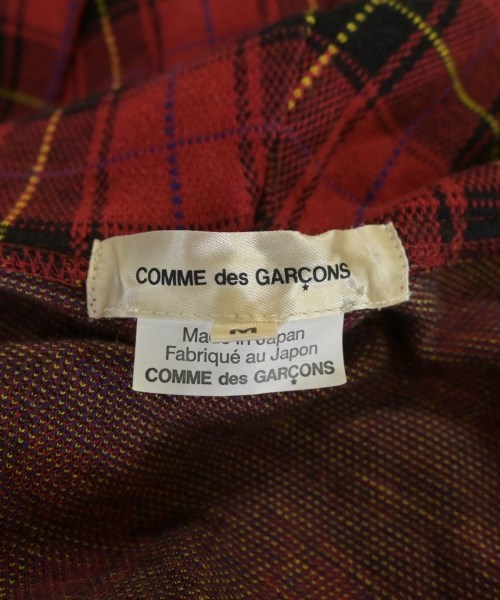 COMME des GARÇONS
M
Made in Japan
Fabriqué au Japon
COMME des GARÇONS